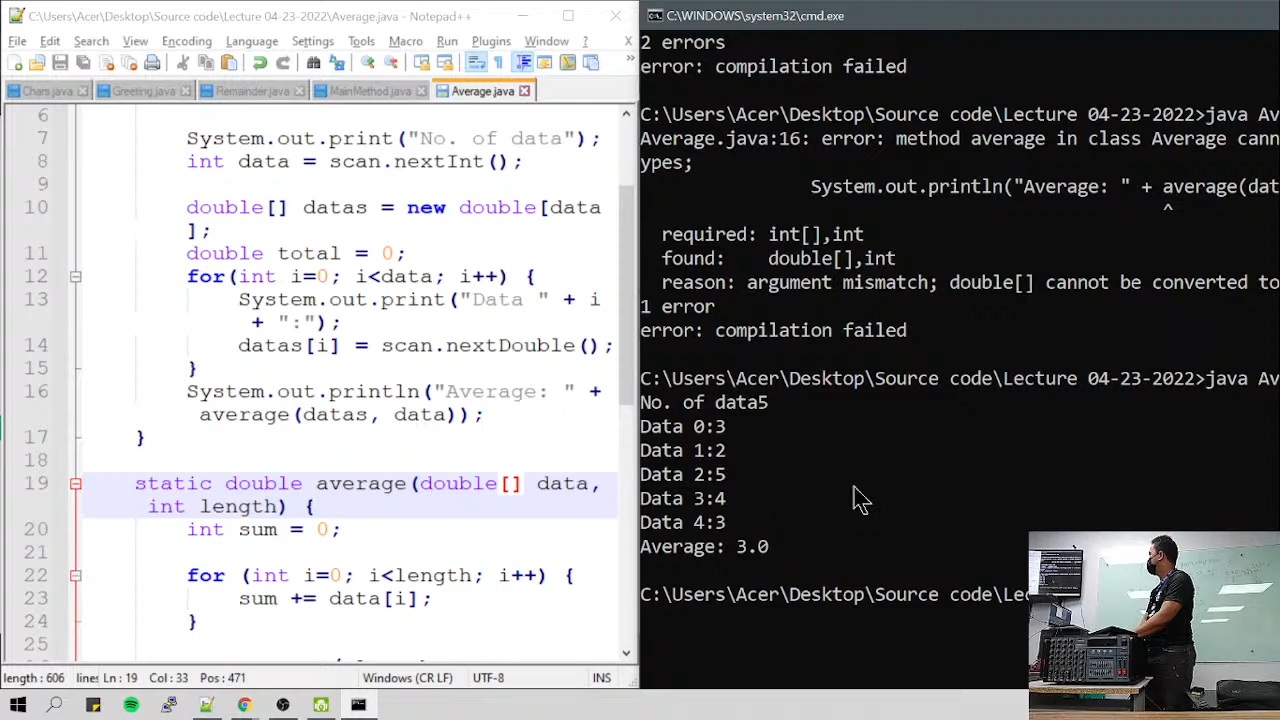 C:\Users\Acer\Desktop\Source code\Lecture 04-23-2022\Average.java - Notepad++
File Edit Search View Encoding Language Settings Tools Macro Run Plugins Window ? X
Chars.java Greeting.java Remainder.java MainMethod.java Average.java
6
7 System.out.print("No. of data");
8 int data = scan.nextInt();
9
10 double[] datas = new double[data
];
11 double total = 0;
12 for(int i=0; i<data; i++) {
13 System.out.print("Data " + i
+ ":");
14 datas[i] = scan.nextDouble();
15 }
16 System.out.println("Average: " +
average(datas, data));
17 }
18
19 static double average(double[] data,
int length) {
20 int sum = 0;
21
22 for (int i=0; i<length; i++) {
23 sum += data[i];
24 }
25
length : 606 lines Ln : 19 Col : 33 Pos : 471 Windows (CR LF) UTF-8 INS
C:\WINDOWS\system32\cmd.exe
2 errors
error: compilation failed
C:\Users\Acer\Desktop\Source code\Lecture 04-23-2022>java Av
Average.java:16: error: method average in class Average cann
ypes;
System.out.println("Average: " + average(dat
^
required: int[],int
found: double[],int
reason: argument mismatch; double[] cannot be converted to
1 error
error: compilation failed
C:\Users\Acer\Desktop\Source code\Lecture 04-23-2022>java Av
No. of data5
Data 0:3
Data 1:2
Data 2:5
Data 3:4
Data 4:3
Average: 3.0
C:\Users\Acer\Desktop\Source code\Le